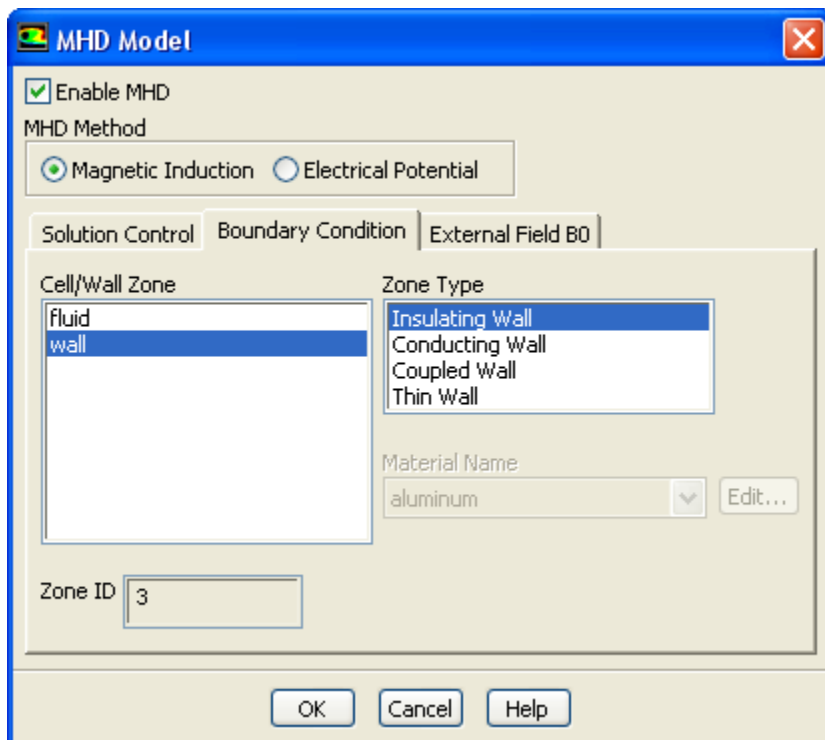 MHD Model
Enable MHD
MHD Method
Magnetic Induction Electrical Potential
Solution Control Boundary Condition External Field B0
Cell/Wall Zone Zone Type
fluid Insulating Wall
wall Conducting Wall
Coupled Wall
Thin Wall
Material Name
aluminum Edit...
Zone ID 3
OK Cancel Help